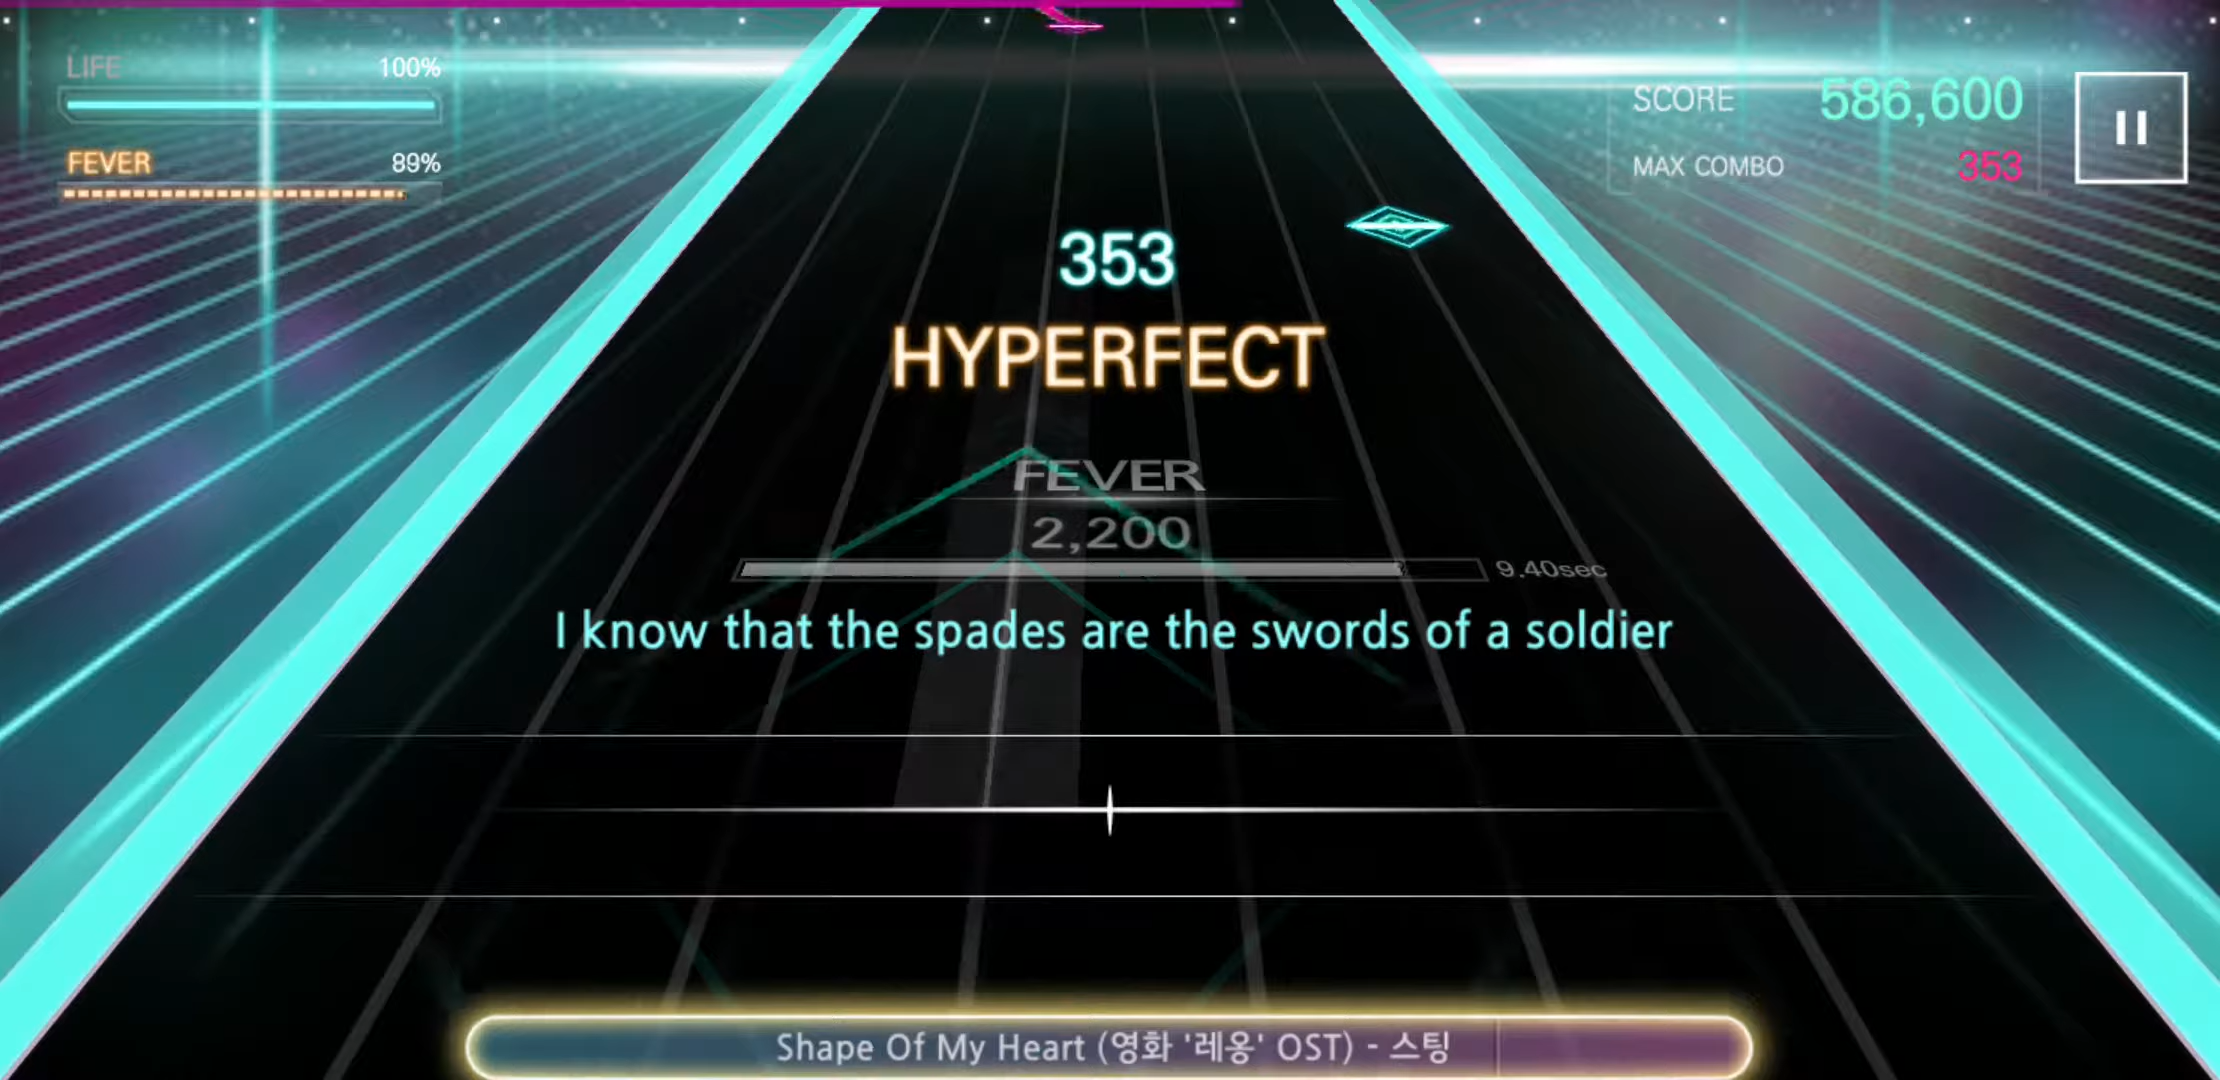 LIFE 100%
FEVER 89%
SCORE 586,600
MAX COMBO 353
353
HYPERFECT
FEVER
2,200
9.40sec
I know that the spades are the swords of a soldier
Shape Of My Heart (영화 '레옹' OST) - 스팅